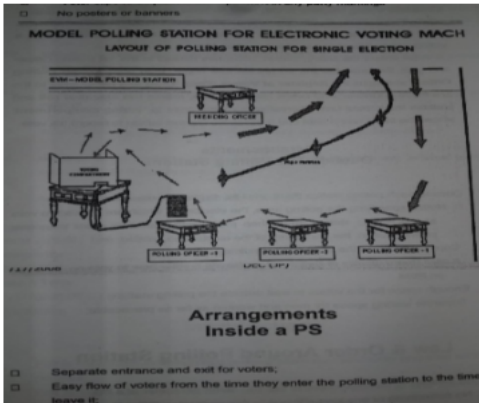 No posters or banners
MODEL POLLING STATION FOR ELECTRONIC VOTING MACH
LAYOUT OF POLLING STATION FOR SINGLE ELECTION
EVM-MODEL POLLING STATION
PRESIDING OFFICER
VOTING
COMPARTMENT
POLLING OFFICER -3
POLLING OFFICER -2
POLLING OFFICER -1
Arrangements
Inside a PS
Separate entrance and exit for voters;
Easy flow of voters from the time they enter the polling station to the time
leave it;